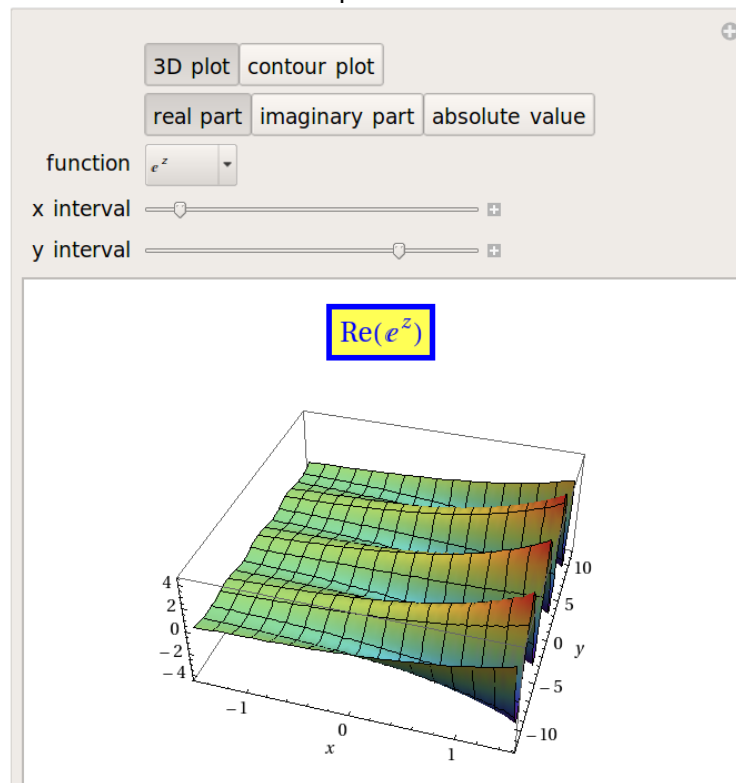 3D plot contour plot
real part imaginary part absolute value
function ℯ^z
x interval
y interval
Re(ℯ^z)
4
2
0
−2
−4
−1
0
1
x
10
5
0
y
−5
−10